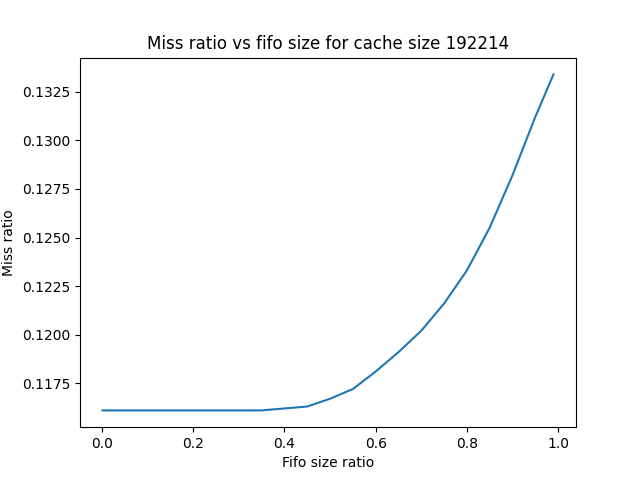 Miss ratio vs fifo size for cache size 192214
0.1325
0.1300
0.1275
0.1250
0.1225
0.1200
0.1175
Miss ratio
0.0 0.2 0.4 0.6 0.8 1.0
Fifo size ratio